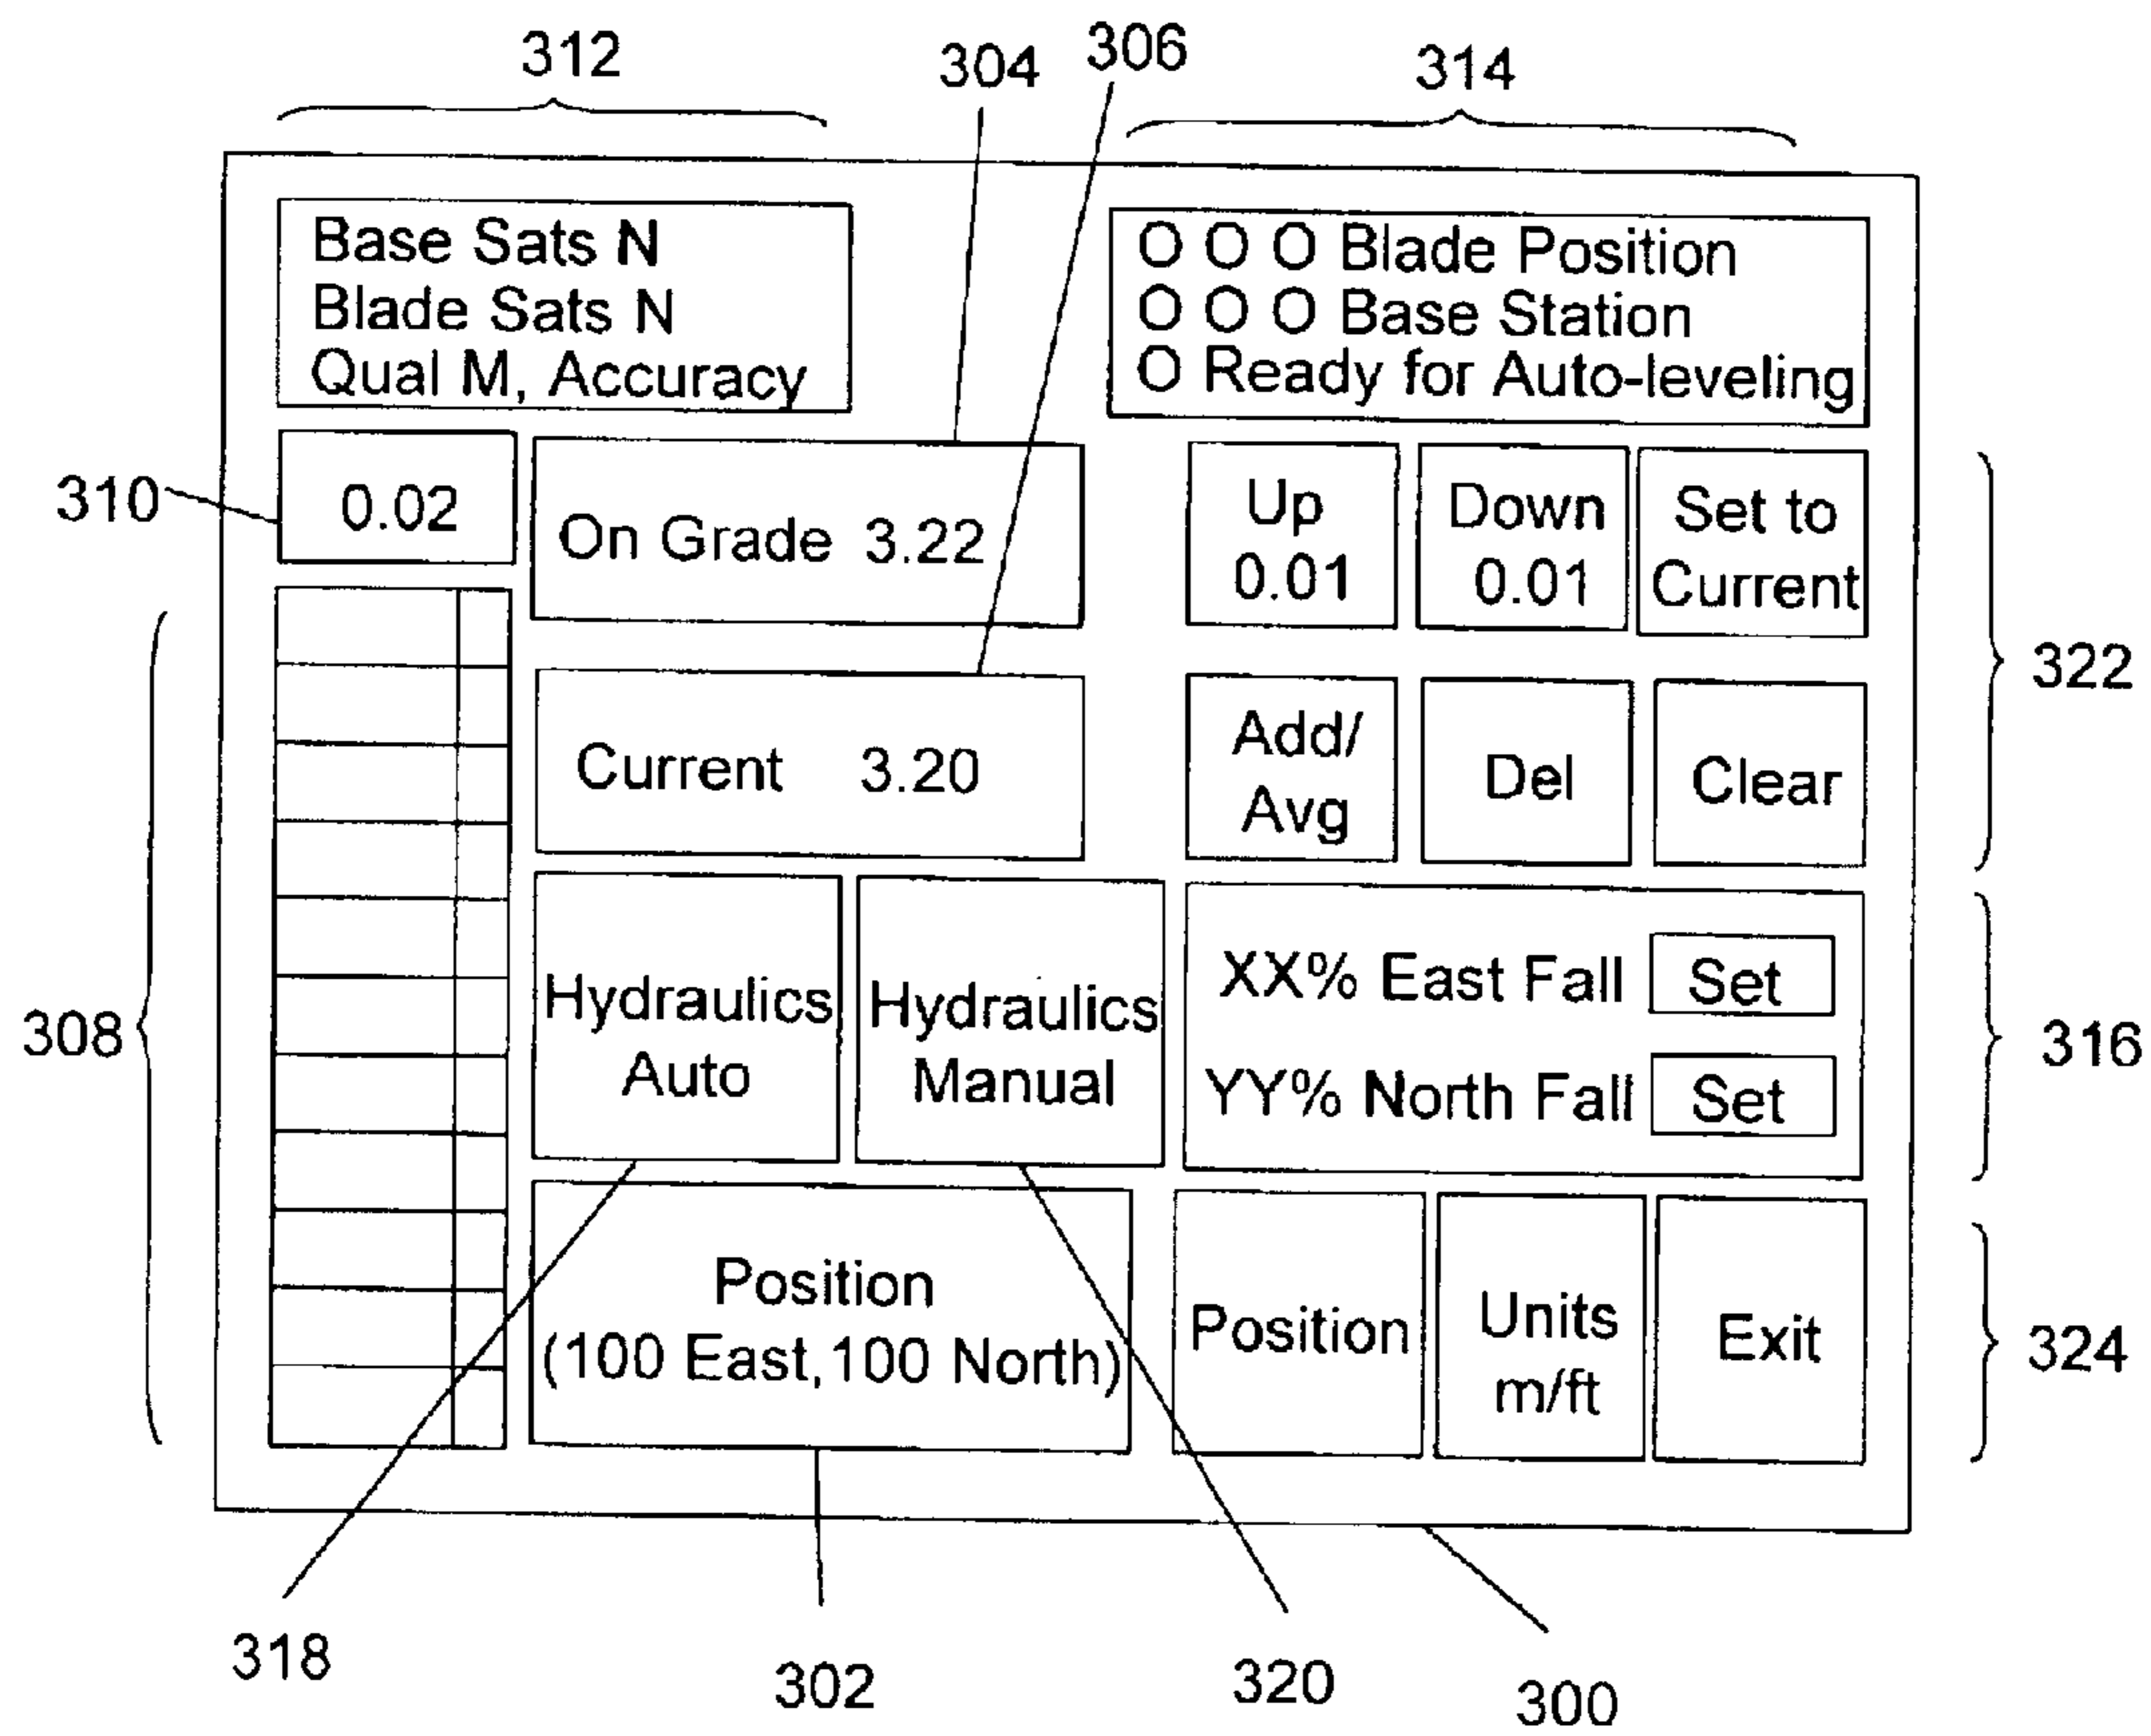 312
304
306
314
Base Sats N
Blade Sats N
Qual M, Accuracy
O O O Blade Position
O O O Base Station
O Ready for Auto-leveling
310
0.02
On Grade 3.22
Up
0.01
Down
0.01
Set to
Current
322
Current 3.20
Add/
Avg
Del
Clear
308
Hydraulics
Auto
Hydraulics
Manual
XX% East Fall Set
YY% North Fall Set
316
Position
(100 East, 100 North)
Position
Units
m/ft
Exit
324
318
302
320
300